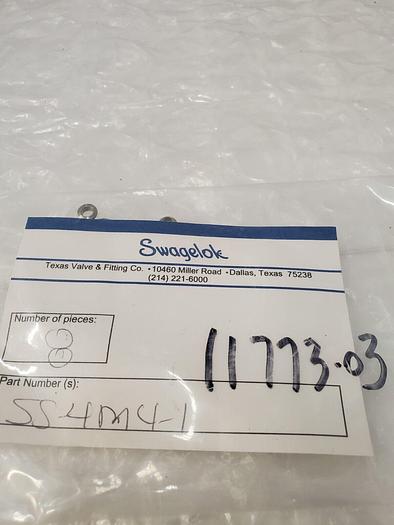 Swagelok
Texas Valve & Fitting Co. • 10460 Miller Road • Dallas, Texas 75238
(214) 221-6000
Number of pieces:
8
11773-03
Part Number (s):
SS-4M4-1